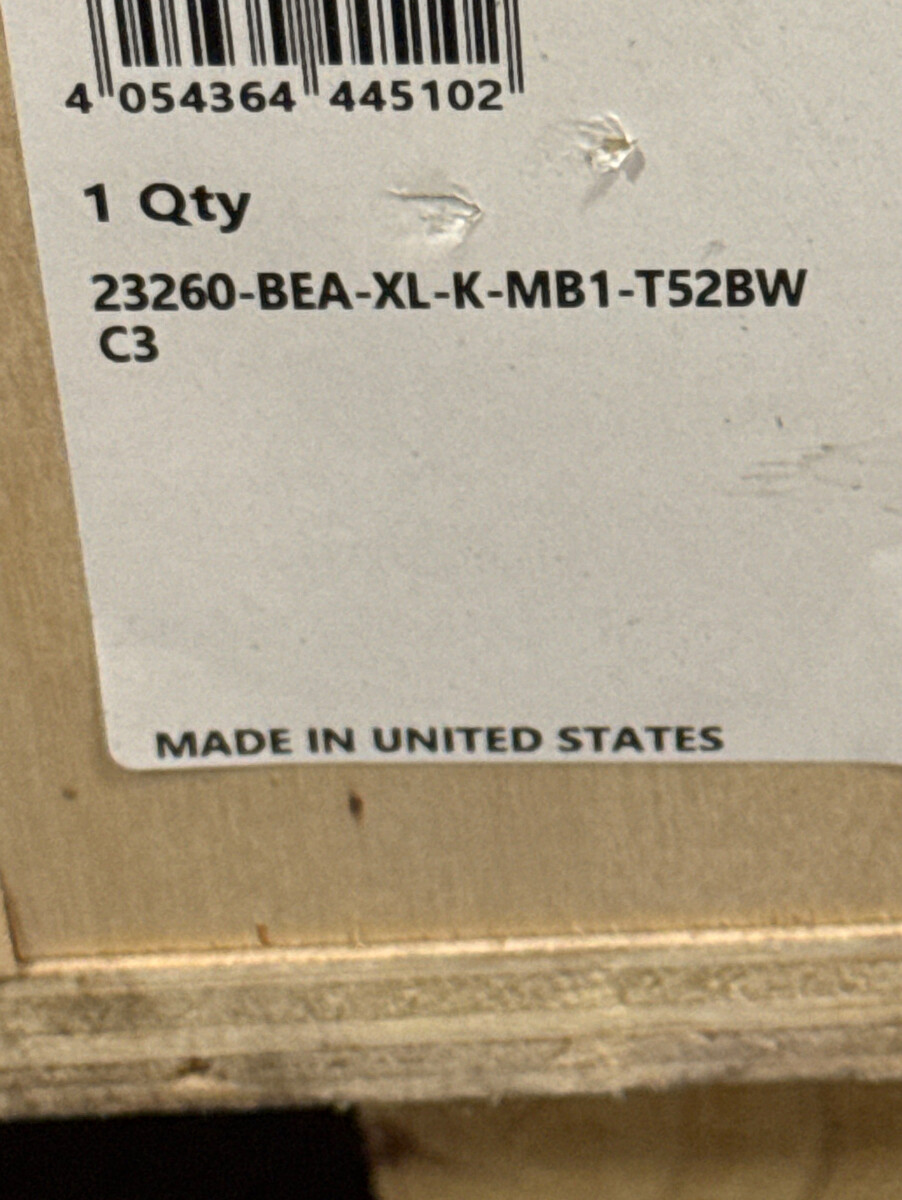 4 054364 445102
1 Qty
23260-BEA-XL-K-MB1-T52BW
C3
MADE IN UNITED STATES